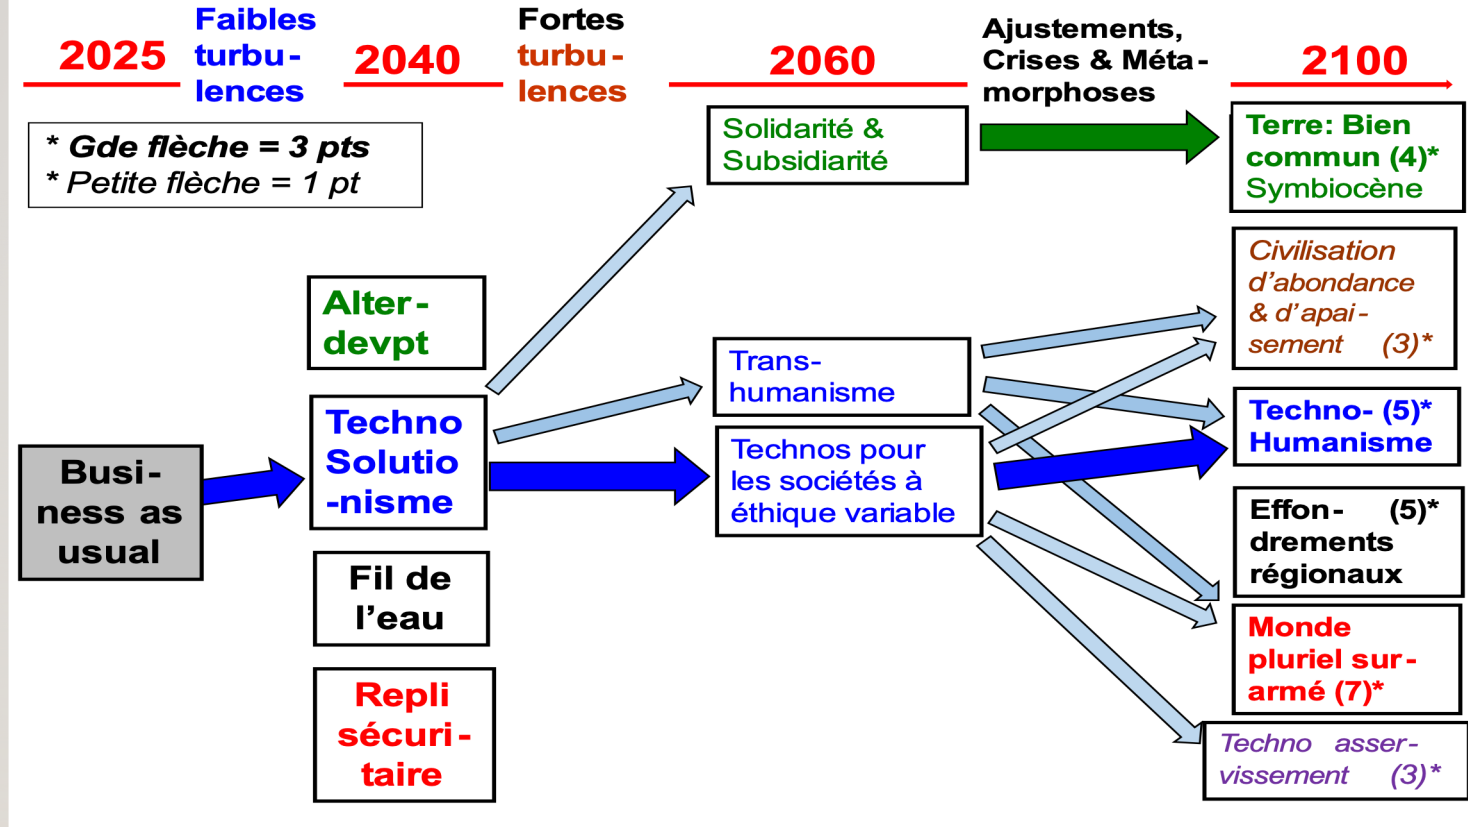 2025
Faibles
turbu-
lences
2040
Fortes
turbu-
lences
2060
Ajustements,
Crises & Méta-
morphoses
2100
* Gde flèche = 3 pts
* Petite flèche = 1 pt
Busi-
ness as
usual
Alter-
devpt
Techno
Solutio
-nisme
Fil de
l'eau
Repli
sécuri-
taire
Solidarité &
Subsidiarité
Trans-
humanisme
Technos pour
les sociétés à
éthique variable
Terre: Bien
commun (4)*
Symbiocène
Civilisation
d'abondance
& d'apai-
sement (3)*
Techno- (5)*
Humanisme
Effon- (5)*
drements
régionaux
Monde
pluriel sur-
armé (7)*
Techno asser-
vissement (3)*